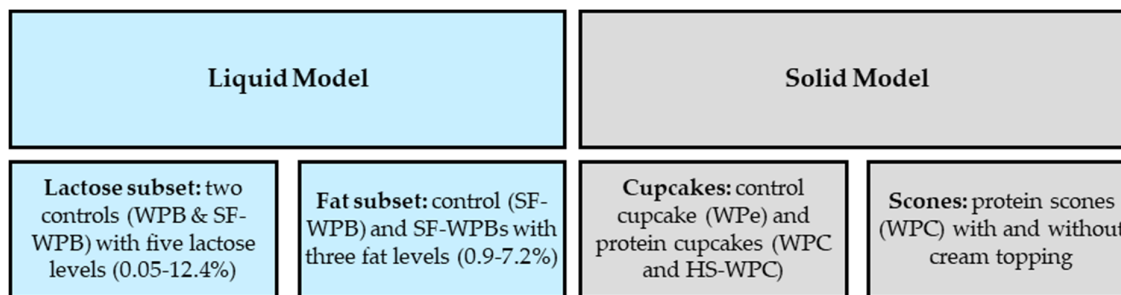 Liquid Model
Solid Model
Lactose subset: two
controls (WPB & SF-
WPB) with five lactose
levels (0.05-12.4%)
Fat subset: control (SF-
WPB) and SF-WPBs with
three fat levels (0.9-7.2%)
Cupcakes: control
cupcake (WPe) and
protein cupcakes (WPC
and HS-WPC)
Scones: protein scones
(WPC) with and without
cream topping